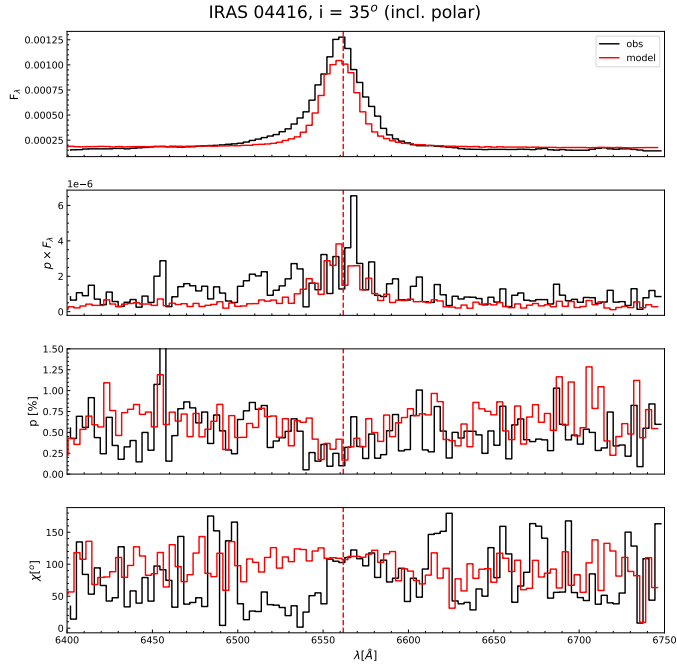 IRAS 04416, i = 35° (incl. polar)
0.00125
0.00100
0.00075
0.00050
0.00025
F_λ
obs
model
1e−6
6
4
2
0
p × F_λ
1.50
1.25
1.00
0.75
0.50
0.25
0.00
p [%]
150
100
50
0
χ[°]
6400 6450 6500 6550 6600 6650 6700 6750
λ[Å]